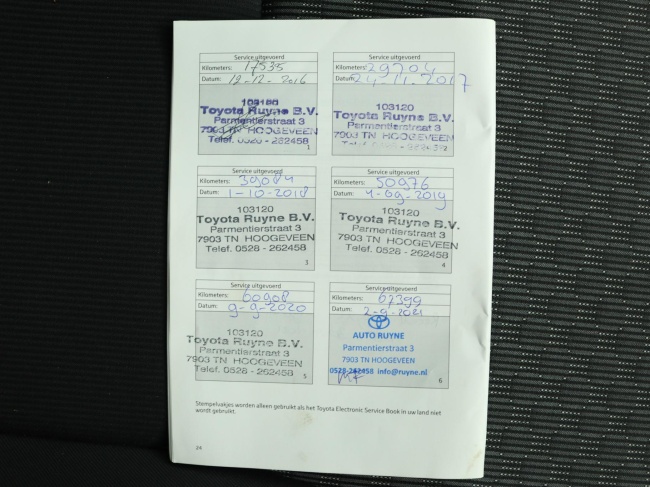 Service uitgevoerd
Kilometers: 17535
Datum: 12-12-2016
103120
Toyota Ruyne B.V.
Parmentierstraat 3
7903 TN HOOGEVEEN
Telef. 0528 - 262458
1
Service uitgevoerd
Kilometers: 29704
Datum: 24-11-2017
103120
Toyota Ruyne B.V.
Parmentierstraat 3
7903 TN HOOGEVEEN
2
Service uitgevoerd
Kilometers: 39084
Datum: 1-10-2018
103120
Toyota Ruyne B.V.
Parmentierstraat 3
7903 TN HOOGEVEEN
Telef. 0528 - 262458
3
Service uitgevoerd
Kilometers: 50976
Datum: 4-09-2019
103120
Toyota Ruyne B.V.
Parmentierstraat 3
7903 TN HOOGEVEEN
Telef. 0528 - 262458
4
Service uitgevoerd
Kilometers: 60908
Datum: 9-9-2020
103120
Toyota Ruyne B.V.
Parmentierstraat 3
7903 TN HOOGEVEEN
Telef. 0528 - 262458
5
Service uitgevoerd
Kilometers: 67399
Datum: 2-9-2021
AUTO RUYNE
Parmentierstraat 3
7903 TN HOOGEVEEN
0528-262458 info@ruyne.nl
6
Stempelvakjes worden alleen gebruikt als het Toyota Electronic Service Book in uw land niet
wordt gebruikt.
24